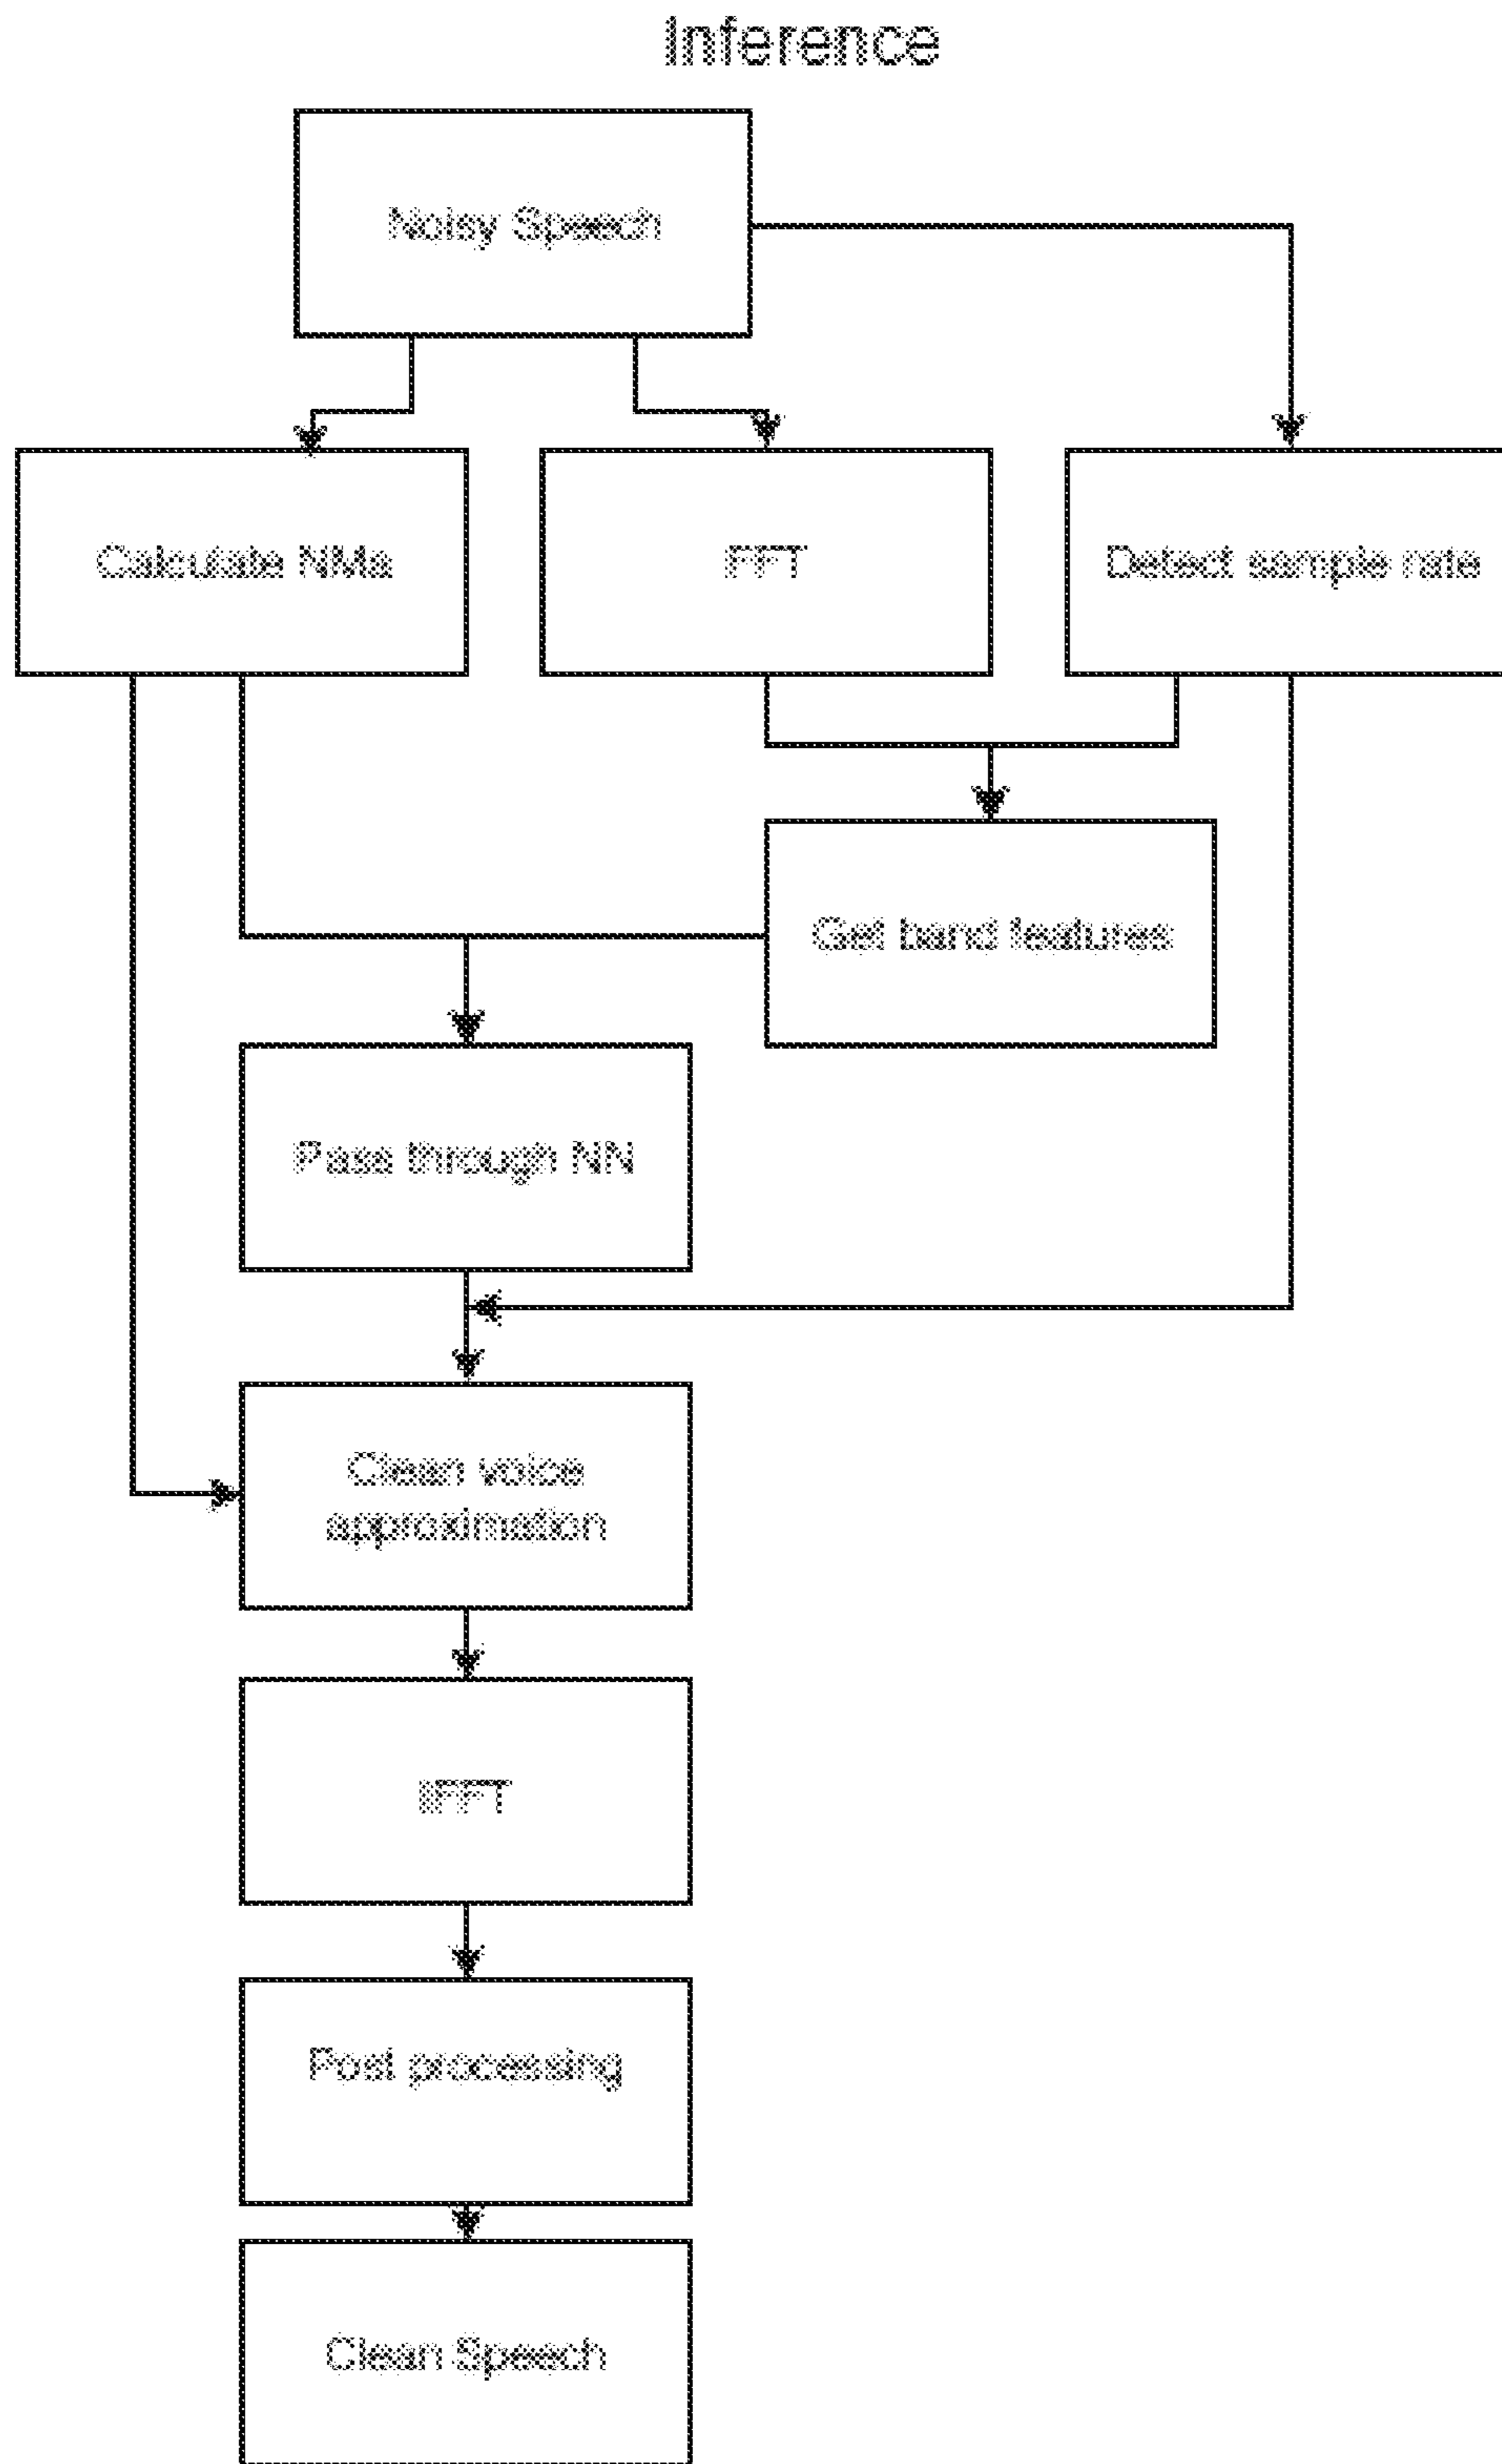 Inference
Noisy Speech
Calculate NMs
FFT
Detect sample rate
Get band features
Pass through NN
Clean voice
approximation
IFFT
Post processing
Clean Speech